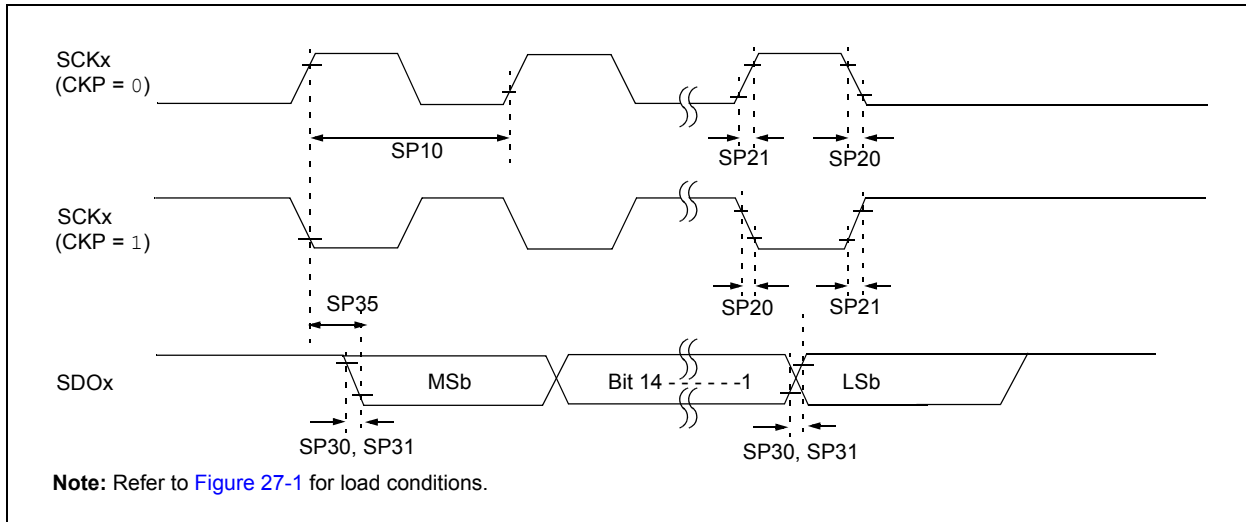 SCKx
(CKP = 0)
SP10
SP21
SP20
SCKx
(CKP = 1)
SP35
SP20
SP21
SDOx
MSb
Bit 14 - - - - - -1
LSb
SP30, SP31
SP30, SP31
Note: Refer to Figure 27-1 for load conditions.